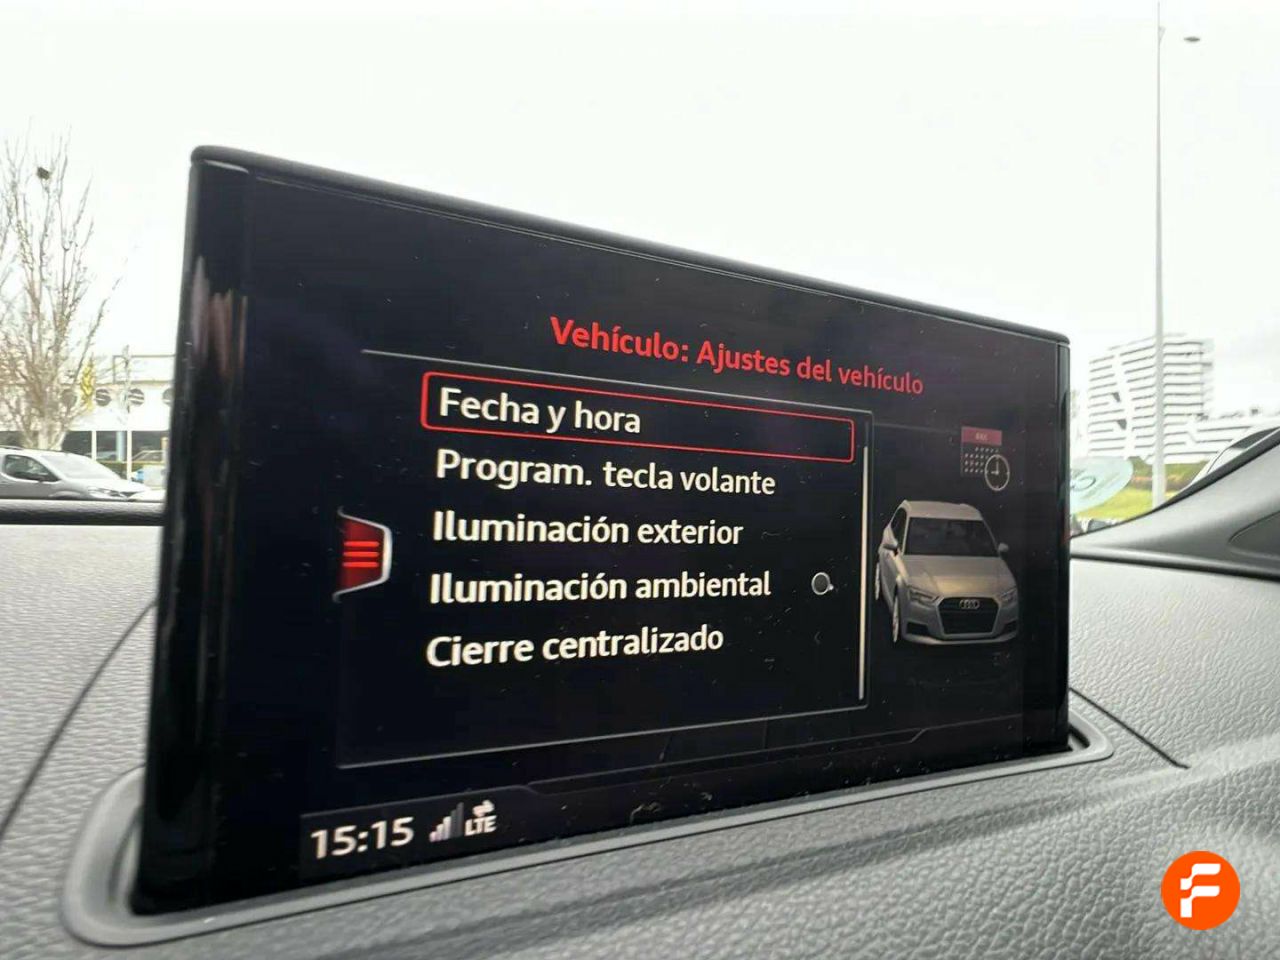 Vehículo: Ajustes del vehículo
Fecha y hora
Program. tecla volante
Iluminación exterior
Iluminación ambiental
Cierre centralizado
15:15 LTE